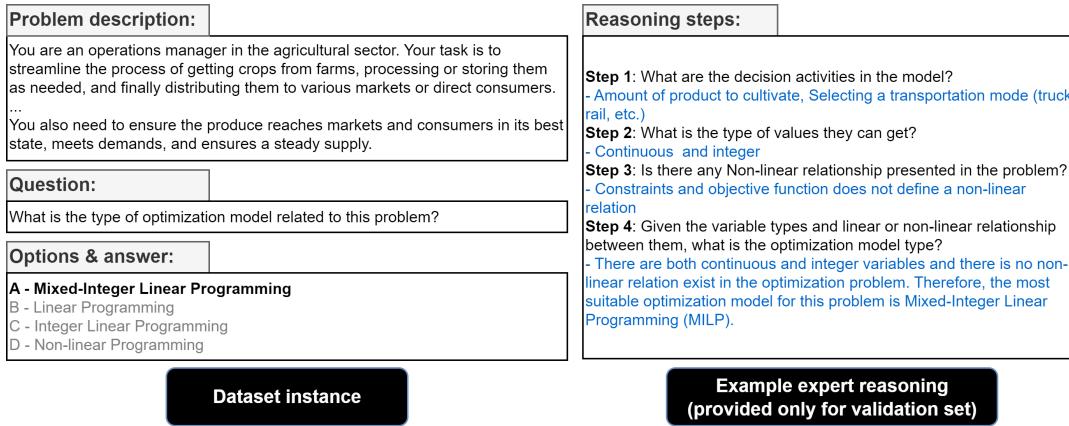 Problem description:
You are an operations manager in the agricultural sector. Your task is to
streamline the process of getting crops from farms, processing or storing them
as needed, and finally distributing them to various markets or direct consumers.
...
You also need to ensure the produce reaches markets and consumers in its best
state, meets demands, and ensures a steady supply.
Question:
What is the type of optimization model related to this problem?
Options & answer:
A - Mixed-Integer Linear Programming
B - Linear Programming
C - Integer Linear Programming
D - Non-linear Programming
Dataset instance
Reasoning steps:
Step 1: What are the decision activities in the model?
- Amount of product to cultivate, Selecting a transportation mode (truck
rail, etc.)
Step 2: What is the type of values they can get?
- Continuous and integer
Step 3: Is there any Non-linear relationship presented in the problem?
- Constraints and objective function does not define a non-linear
relation
Step 4: Given the variable types and linear or non-linear relationship
between them, what is the optimization model type?
- There are both continuous and integer variables and there is no non-
linear relation exist in the optimization problem. Therefore, the most
suitable optimization model for this problem is Mixed-Integer Linear
Programming (MILP).
Example expert reasoning
(provided only for validation set)